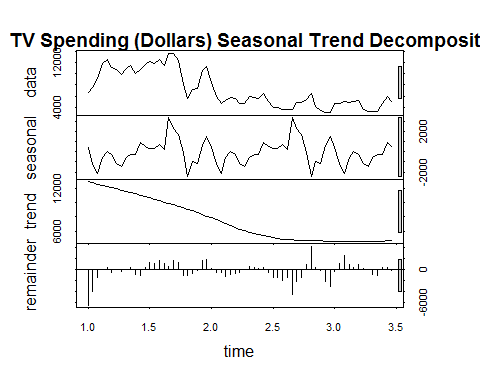 TV Spending (Dollars) Seasonal Trend Decomposit
data
4000
12000
seasonal
-2000
2000
trend
6000
12000
remainder
-6000
0
1.0 1.5 2.0 2.5 3.0 3.5
time